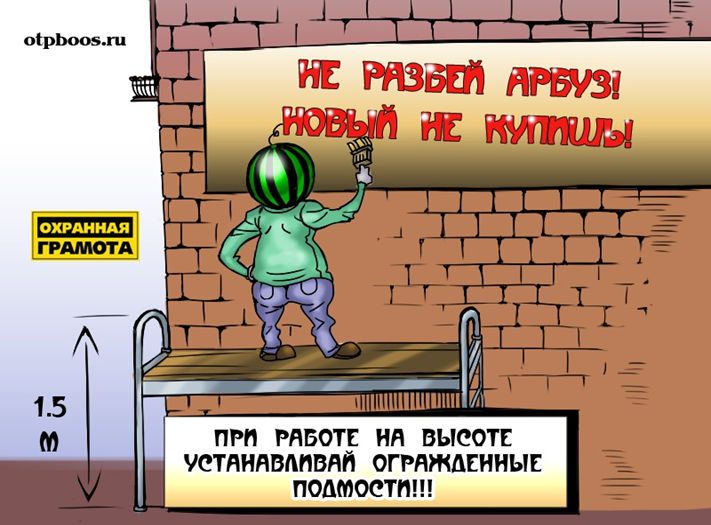 otpboos.ru
НЕ РАЗБЕЙ АРБУЗ!
НОВЫЙ НЕ КУПИШЬ!
ОХРАННАЯ
ГРАМОТА
1.5
М
ПРИ РАБОТЕ НА ВЫСОТЕ
УСТАНАВЛИВАЙ ОГРАЖДЕННЫЕ
ПОДМОСТИ!!!